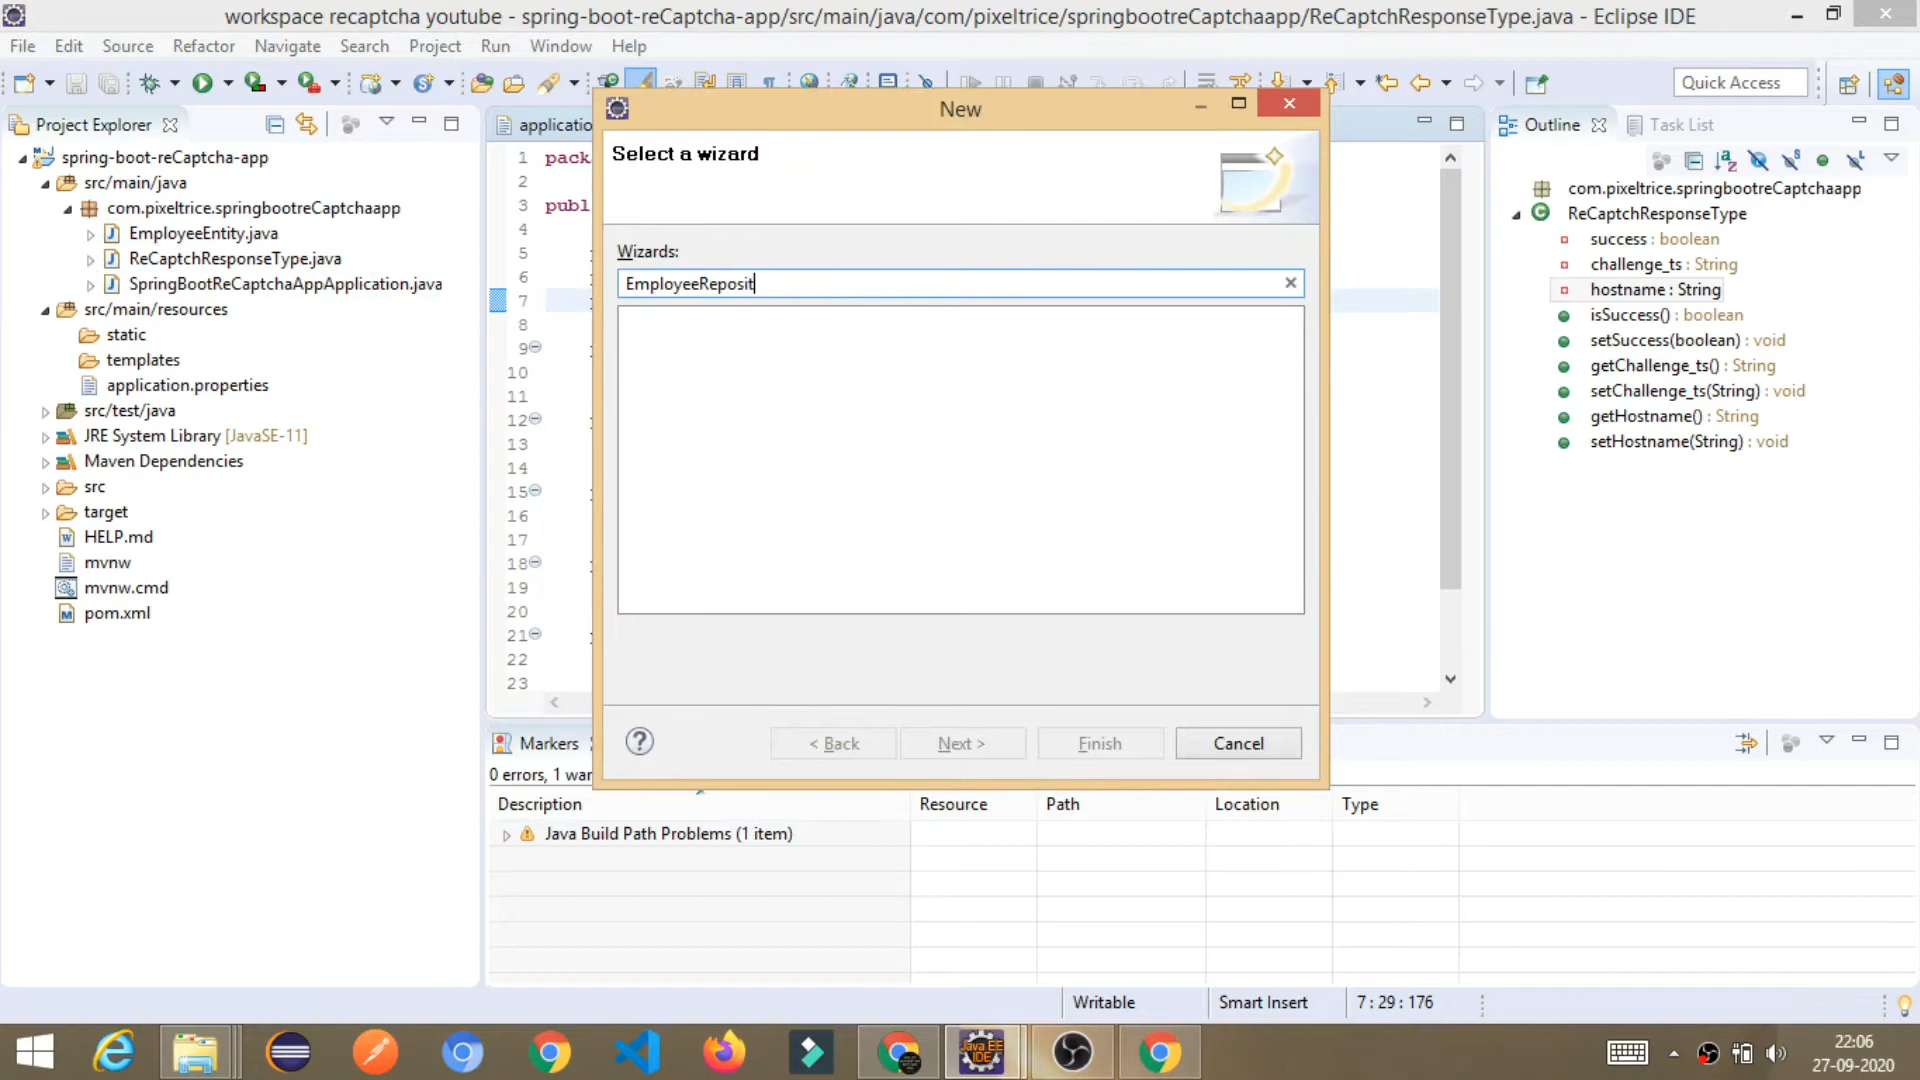 workspace recaptcha youtube - spring-boot-reCaptcha-app/src/main/java/com/pixeltrice/springbootreCaptchaapp/ReCaptchResponseType.java - Eclipse IDE
File Edit Source Refactor Navigate Search Project Run Window Help
Quick Access
Project Explorer
spring-boot-reCaptcha-app
src/main/java
com.pixeltrice.springbootreCaptchaapp
EmployeeEntity.java
ReCaptchResponseType.java
SpringBootReCaptchaAppApplication.java
src/main/resources
static
templates
application.properties
src/test/java
JRE System Library [JavaSE-11]
Maven Dependencies
src
target
HELP.md
mvnw
mvnw.cmd
pom.xml
applicatio
1 pack
2
3 publ
4
5
6
7
8
9
10
11
12
13
14
15
16
17
18
19
20
21
22
23
New
Select a wizard
Wizards:
EmployeeReposit
< Back
Next >
Finish
Cancel
Outline
Task List
com.pixeltrice.springbootreCaptchaapp
ReCaptchResponseType
success : boolean
challenge_ts : String
hostname : String
isSuccess() : boolean
setSuccess(boolean) : void
getChallenge_ts() : String
setChallenge_ts(String) : void
getHostname() : String
setHostname(String) : void
Markers
0 errors, 1 war
Description Resource Path Location Type
Java Build Path Problems (1 item)
Writable Smart Insert 7 : 29 : 176
Java EE
IDE
22:06
27-09-2020